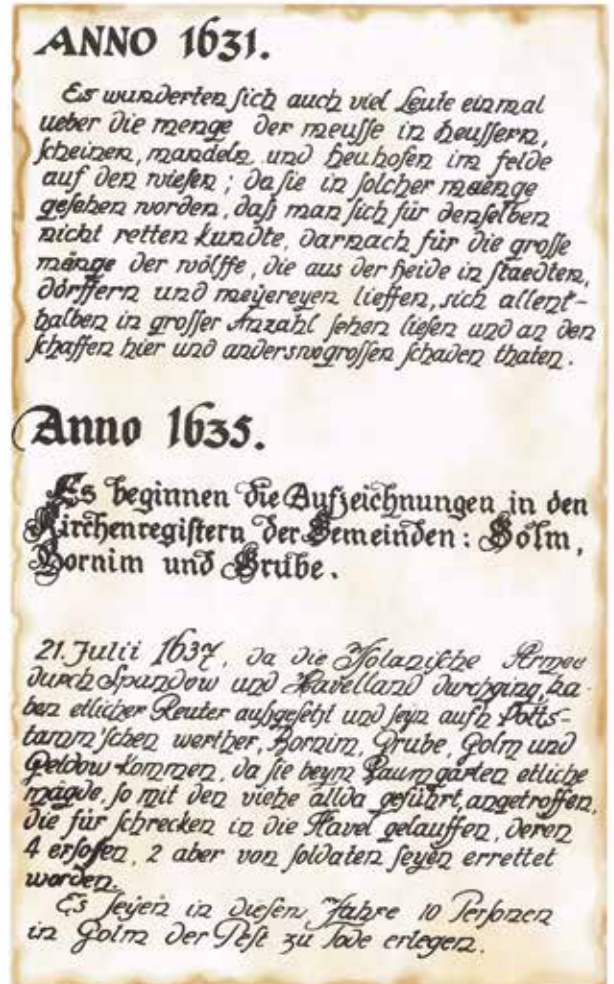 ANNO 1631.
Es wunderten sich auch viel Leute einmal
ueber die menge der meusse in heussern,
scheinen, mandeln und heuhofen im felde
auf den wiesen; da sie in solcher maenge
gesehen worden, daß man sich für denselben
nicht retten kundte, darnach für die grosse
mänge der wölffe, die aus der heide in staedten,
dörffern und meyereyen lieffen, sich allent-
halben in grosser Anzahl sehen liesen und an den
schaffen hier und anderswo grossen schaden thaten.
Anno 1635.
Es beginnen die Aufzeichnungen in den
Kirchenregistern der Gemeinden: Golm,
Bornim und Grube.
21. Julii 1637, da die Holanische Armee
durch Spandow und Havelland durchging, ha-
ben etlicher Reuter aufgesetzt und seyn aufn Potts-
tamm'schen werther, Bornim, Grube, Golm und
Geldow kommen, da sie beym Baumgarten etliche
mägde, so mit den viehe allda geführt, angetroffen,
die für schrecken in die Havel gelauffen, deren
4 ersofen, 2 aber von soldaten seyen errettet
worden.
Es seyen in diesen Jahre 10 Personen
in Golm der Pest zu Tode erlegen.